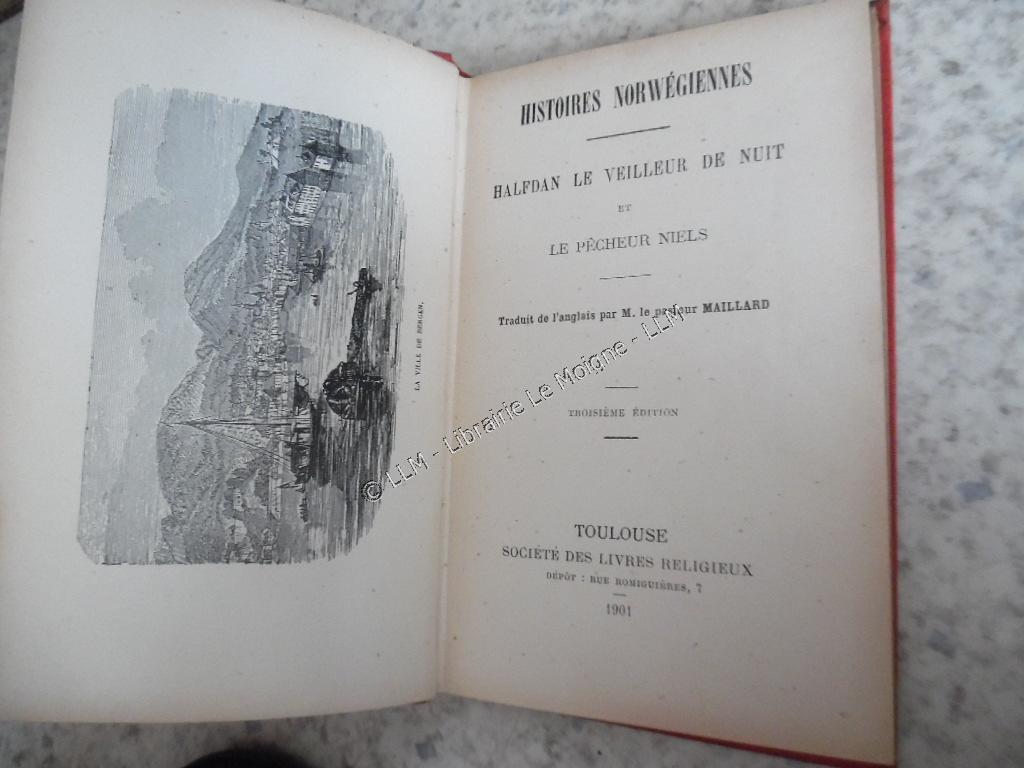 LA VILLE DE BERGEN.
HISTOIRES NORWÉGIENNES
HALFDAN LE VEILLEUR DE NUIT
ET
LE PÊCHEUR NIELS
Traduit de l'anglais par M. le pasteur MAILLARD
TROISIÈME ÉDITION
TOULOUSE
SOCIÉTÉ DES LIVRES RELIGIEUX
DÉPÔT : RUE ROMIGUIÈRES, 7
1901
© LLM - Librairie Le Moigne - LLM